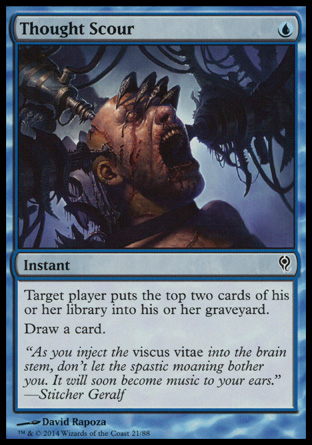 Thought Scour
Instant
Target player puts the top two cards of his
or her library into his or her graveyard.
Draw a card.
"As you inject the viscus vitae into the brain
stem, don't let the spastic moaning bother
you. It will soon become music to your ears."
—Stitcher Geralf
David Rapoza
™ & © 2014 Wizards of the Coast 21/88